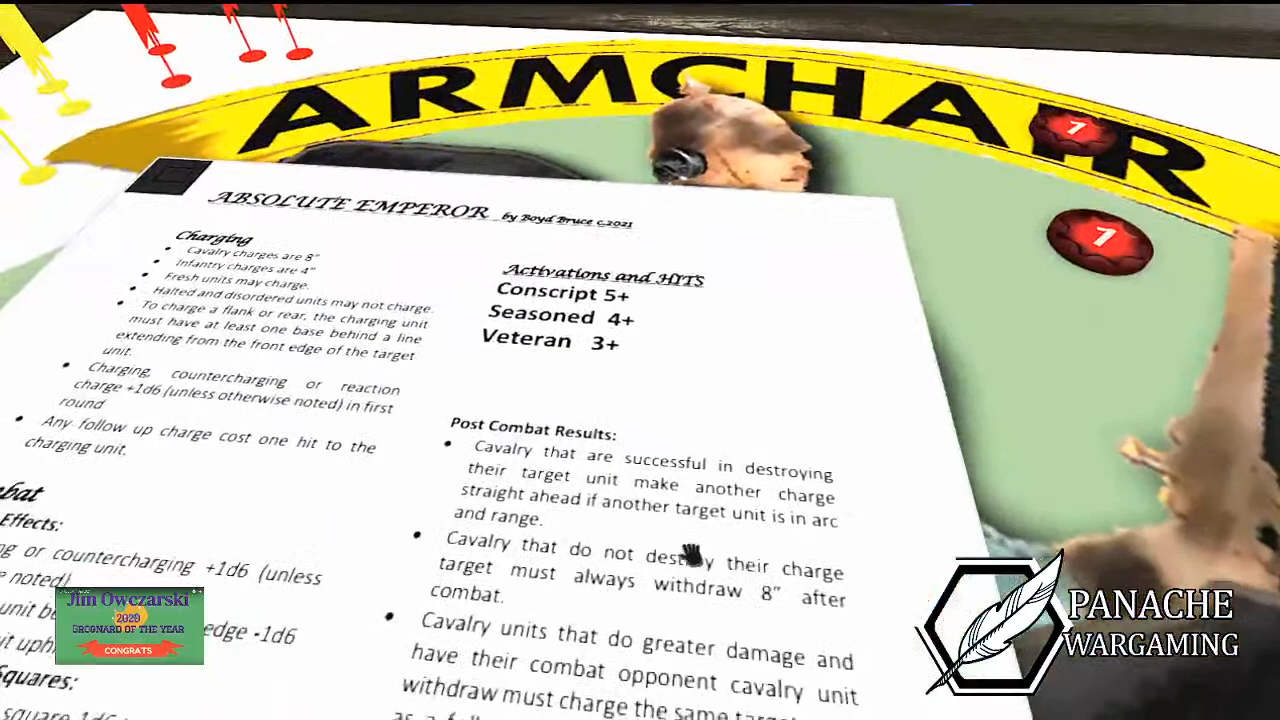 ARMCHAIR
1
1
ABSOLUTE EMPEROR by Boyd Bruce c.2021
Charging
• Cavalry charges are 8"
• Infantry charges are 4"
• Fresh units may charge.
• Halted and disordered units may not charge.
• To charge a flank or rear, the charging unit
must have at least one base behind a line
extending from the front edge of the target
unit.
• Charging, countercharging or reaction
charge +1d6 (unless otherwise noted) in first
round
• Any follow up charge cost one hit to the
charging unit.
Effects:
or countercharging +1d6 (unless
noted)
edge -1d6
Squares:
square 1d6
Activations and HITS
Conscript 5+
Seasoned 4+
Veteran 3+
Post Combat Results:
• Cavalry that are successful in destroying
their target unit make another charge
straight ahead if another target unit is in arc
and range.
• Cavalry that do not destroy their charge
target must always withdraw 8" after
combat.
• Cavalry units that do greater damage and
have their combat opponent cavalry unit
withdraw must charge the same
as a
Jim Owczarski
2020
GROGNARD OF THE YEAR
CONGRATS
PANACHE
WARGAMING